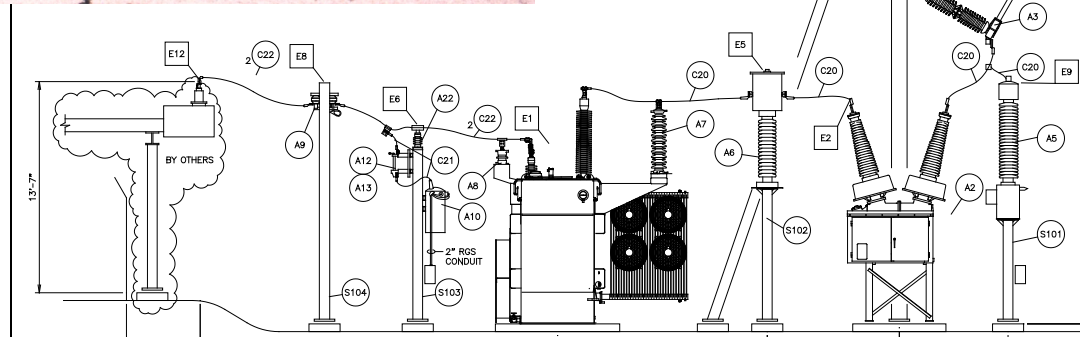 A3
E5
E8
C22
2
E12
C20
C20
C20
C20
E9
A22
E6
C22
2
E1
A7
E2
A5
A9
A6
BY OTHERS
A12
C21
A8
A13
A10
A2
13'-7"
S102
S101
2" RGS
CONDUIT
S104
S103